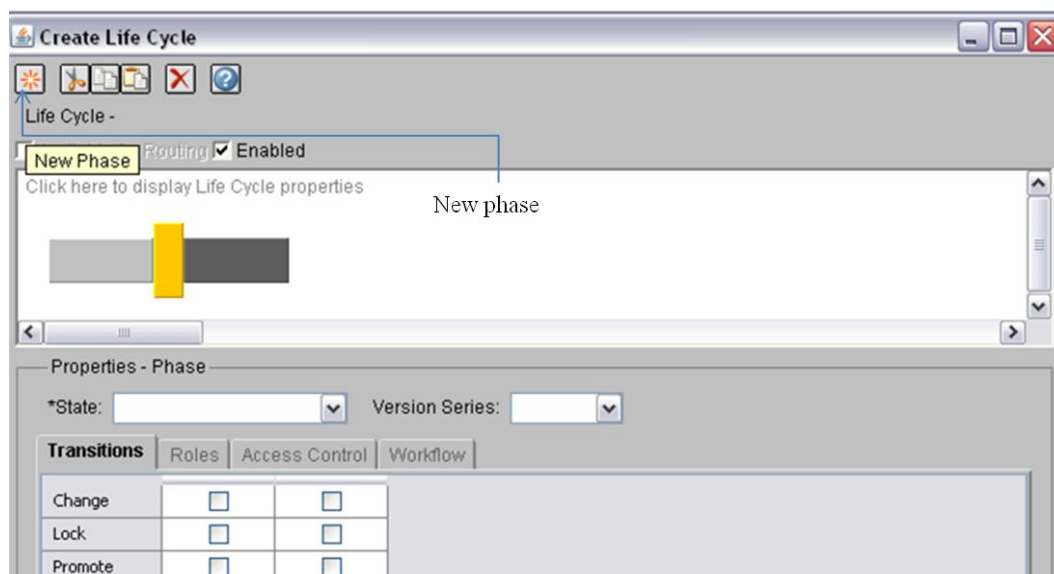 Create Life Cycle
Life Cycle -
New Phase
Routing Enabled
Click here to display Life Cycle properties
New phase
Properties - Phase
*State: Version Series:
Transitions Roles Access Control Workflow
Change
Lock
Promote